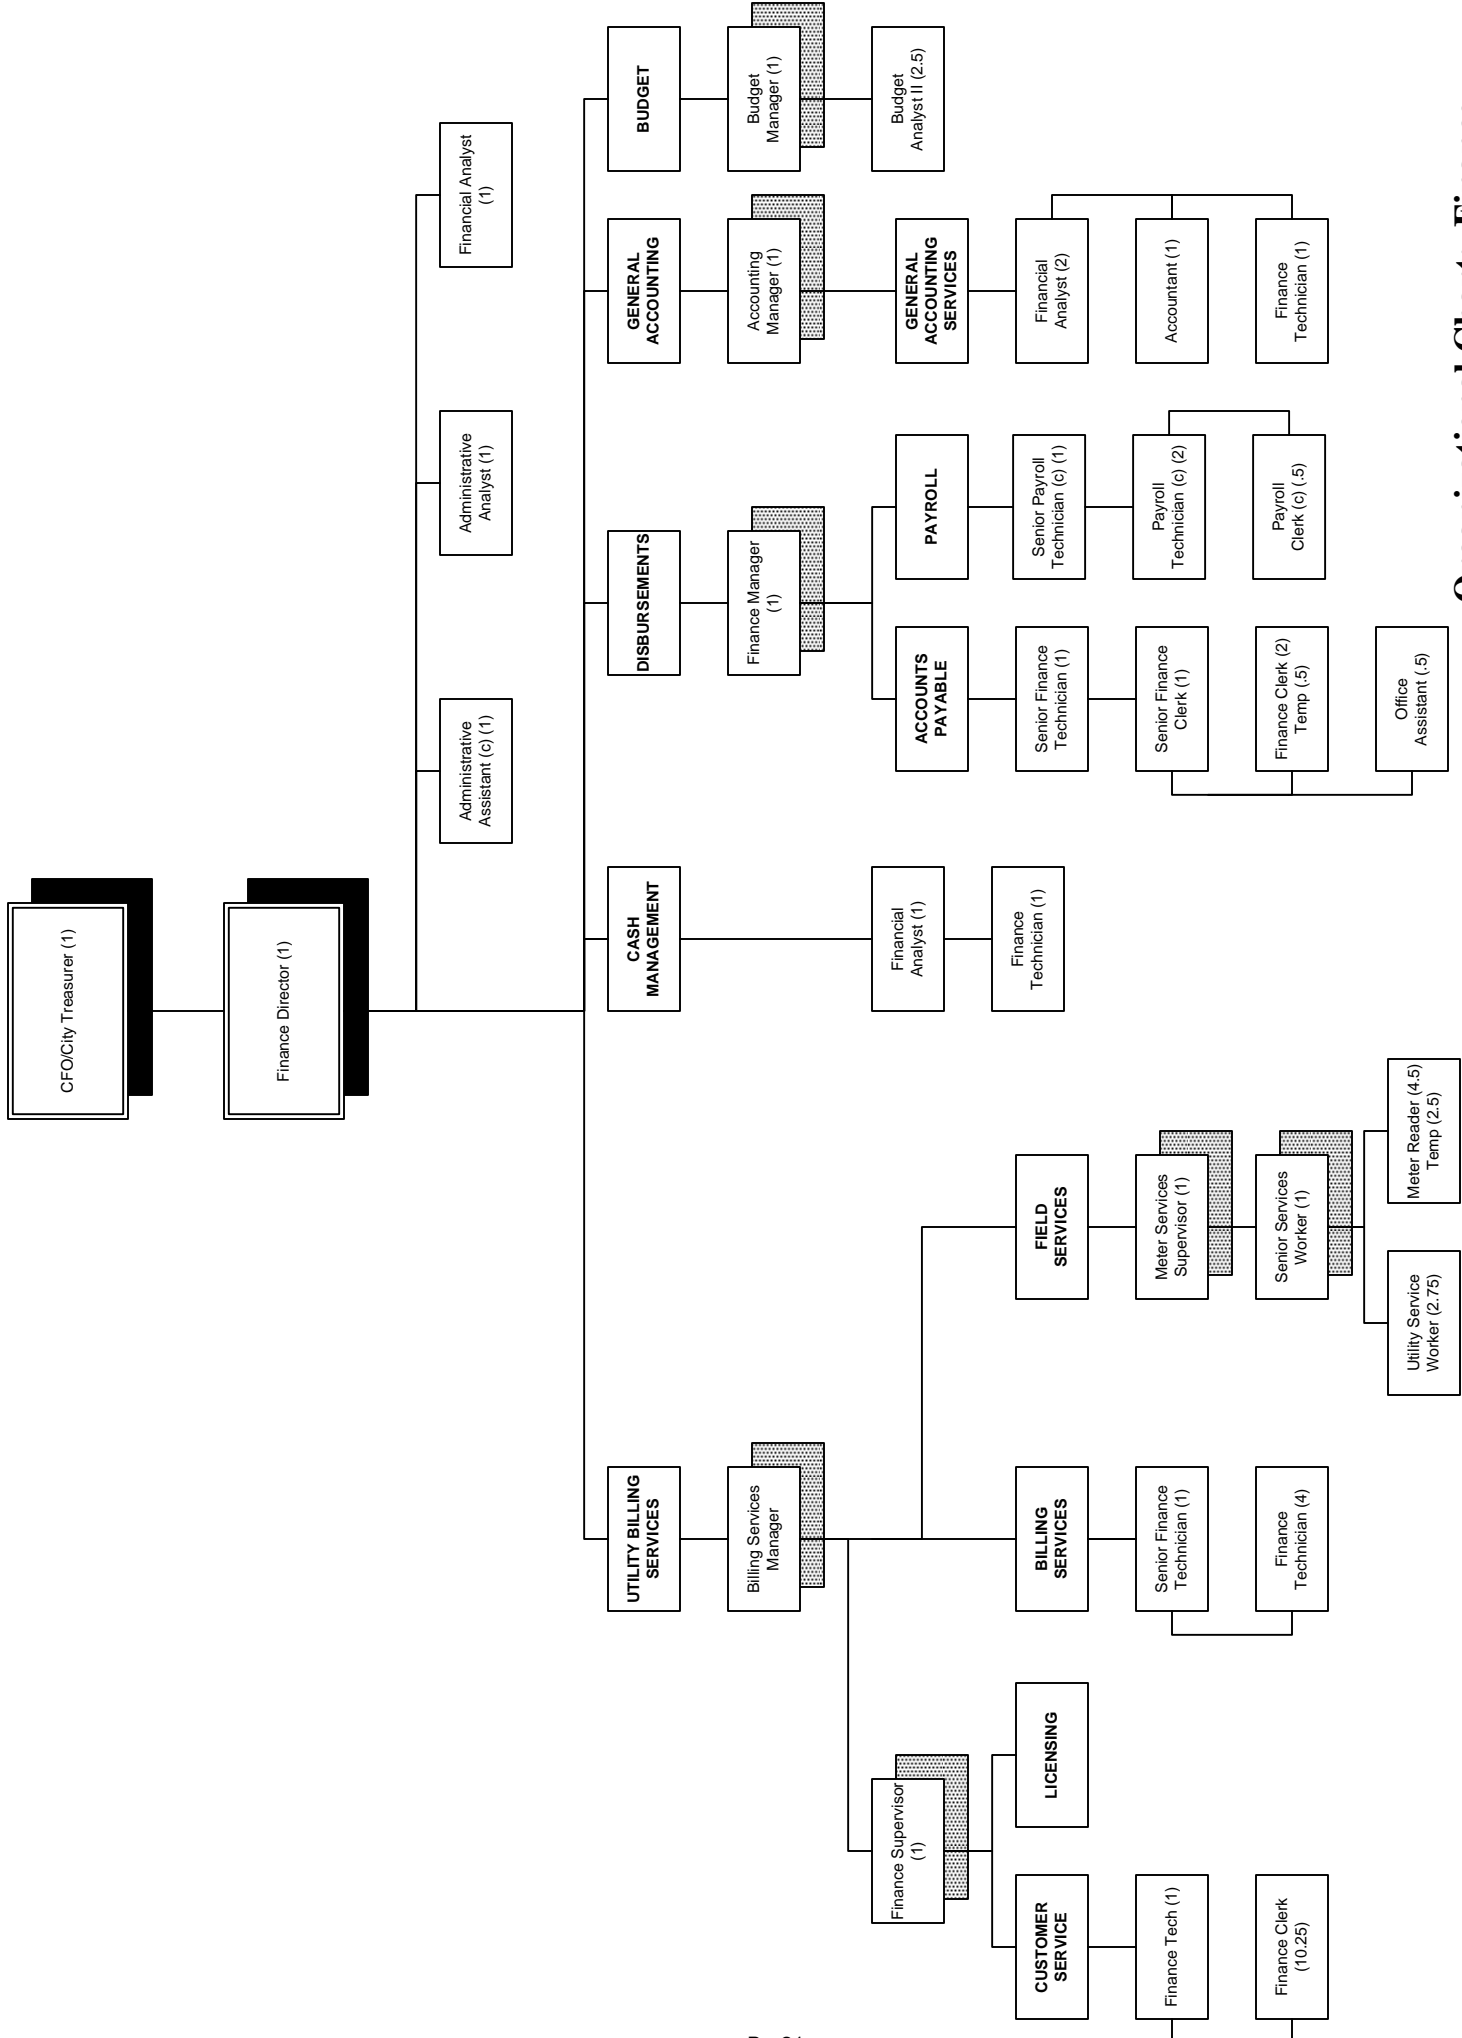 CFO/City Treasurer (1)
Finance Director (1)
Administrative
Assistant (c) (1)
Administrative
Analyst (1)
Financial Analyst
(1)
UTILITY BILLING
SERVICES
CASH
MANAGEMENT
DISBURSEMENTS
GENERAL
ACCOUNTING
BUDGET
Billing Services
Manager
Finance Manager
(1)
Accounting
Manager (1)
Budget
Manager (1)
Finance Supervisor
(1)
Financial
Analyst (1)
Budget
Analyst II (2.5)
ACCOUNTS
PAYABLE
PAYROLL
GENERAL
ACCOUNTING
SERVICES
Finance
Technician (1)
CUSTOMER
SERVICE
LICENSING
BILLING
SERVICES
FIELD
SERVICES
Senior Finance
Technician (1)
Senior Payroll
Technician (c) (1)
Financial
Analyst (2)
Finance Tech (1)
Senior Finance
Technician (1)
Meter Services
Supervisor (1)
Senior Finance
Clerk (1)
Payroll
Technician (c) (2)
Accountant (1)
Finance Clerk
(10.25)
Finance
Technician (4)
Senior Services
Worker (1)
Finance Clerk (2)
Temp (.5)
Payroll
Clerk (c) (.5)
Finance
Technician (1)
Utility Service
Worker (2.75)
Meter Reader (4.5)
Temp (2.5)
Office
Assistant (.5)